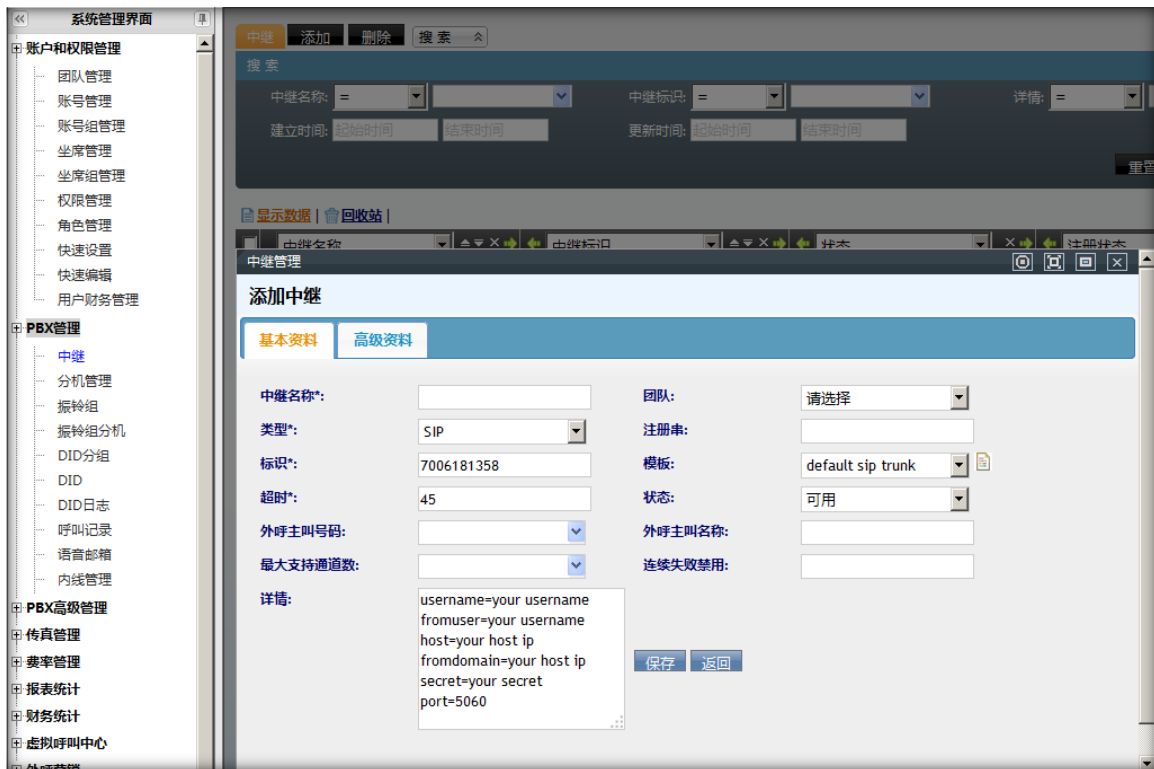 系统管理界面
账户和权限管理
团队管理
账号管理
账号组管理
坐席管理
坐席组管理
权限管理
角色管理
快速设置
快速编辑
用户财务管理
PBX管理
中继
分机管理
振铃组
振铃组分机
DID分组
DID
DID日志
呼叫记录
语音邮箱
内线管理
PBX高级管理
传真管理
费率管理
报表统计
财务统计
虚拟呼叫中心
外呼营销
中继 添加 删除 搜 索
搜 索
中继名称: = 中继标识: = 详情: =
建立时间: 起始时间 结束时间 更新时间: 起始时间 结束时间
重置
显示数据 | 回收站 |
中继名称 中继标识 状态 注册状态
中继管理
添加中继
基本资料 高级资料
中继名称*: 团队: 请选择
类型*: SIP 注册串:
标识*: 7006181358 模板: default sip trunk
超时*: 45 状态: 可用
外呼主叫号码: 外呼主叫名称:
最大支持通道数: 连续失败禁用:
详情:
username=your username
fromuser=your username
host=your host ip
fromdomain=your host ip
secret=your secret
port=5060
保存 返回